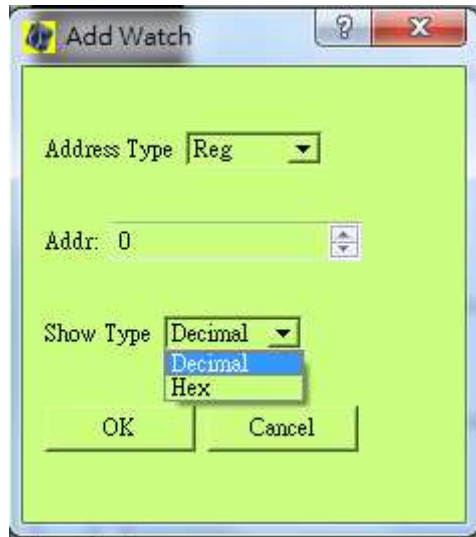 Add Watch
Address Type Reg
Addr: 0
Show Type Decimal
Decimal
Hex
OK Cancel